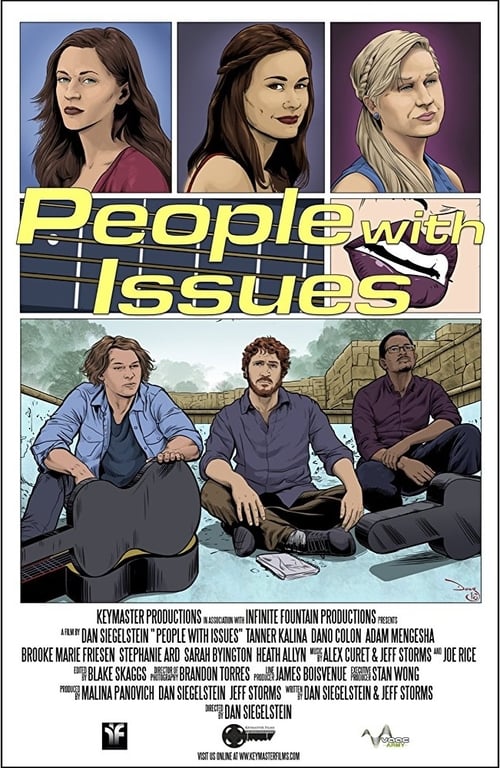 People with
Issues
KEYMASTER PRODUCTIONS IN ASSOCIATION WITH INFINITE FOUNTAIN PRODUCTIONS PRESENTS
A FILM BY DAN SIEGELSTEIN "PEOPLE WITH ISSUES" TANNER KALINA DANO COLON ADAM MENGESHA
BROOKE MARIE FRIESEN STEPHANIE ARD SARAH BYINGTON HEATH ALLYN MUSIC BY ALEX CURET & JEFF STORMS AND JOE RICE
EDITED BY BLAKE SKAGGS DIRECTOR OF PHOTOGRAPHY BRANDON TORRES LINE PRODUCER JAMES BOISVENUE EXECUTIVE PRODUCER STAN WONG
PRODUCED BY MALINA PANOVICH DAN SIEGELSTEIN JEFF STORMS WRITTEN BY DAN SIEGELSTEIN & JEFF STORMS
DIRECTED BY DAN SIEGELSTEIN
KEYMASTER FILMS
VOOC
ARMY
VISIT US ONLINE AT WWW.KEYMASTERFILMS.COM